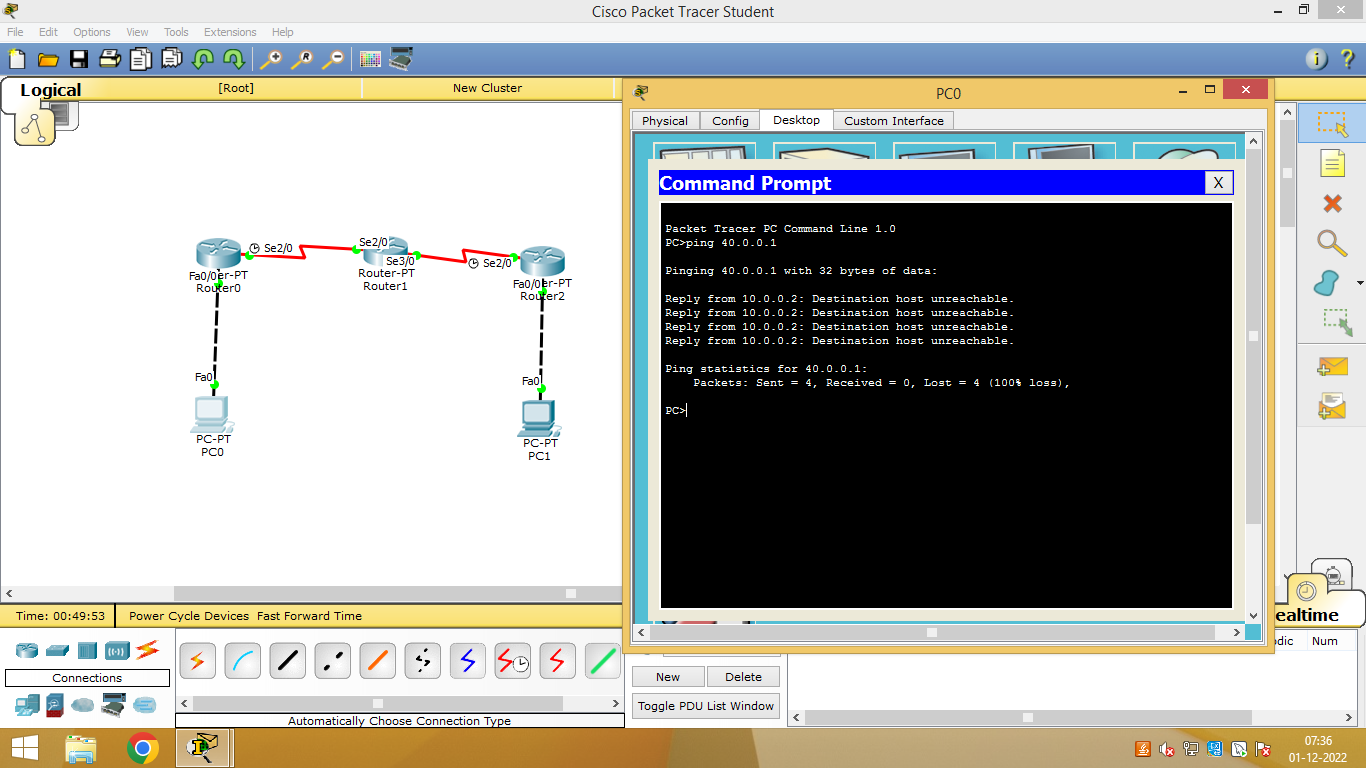 Cisco Packet Tracer Student
File Edit Options View Tools Extensions Help
Logical
[Root]
New Cluster
Se2/0
Se2/0
Se3/0
Se2/0
Fa0/0er-PT
Router0
Router-PT
Router1
Fa0/0er-PT
Router2
Fa0
PC-PT
PC0
Fa0
PC-PT
PC1
PC0
Physical Config Desktop Custom Interface
Command Prompt X
Packet Tracer PC Command Line 1.0
PC>ping 40.0.0.1
Pinging 40.0.0.1 with 32 bytes of data:
Reply from 10.0.0.2: Destination host unreachable.
Reply from 10.0.0.2: Destination host unreachable.
Reply from 10.0.0.2: Destination host unreachable.
Reply from 10.0.0.2: Destination host unreachable.
Ping statistics for 40.0.0.1:
Packets: Sent = 4, Received = 0, Lost = 4 (100% loss),
PC>
Time: 00:49:53 Power Cycle Devices Fast Forward Time
ealtime
Connections
Automatically Choose Connection Type
New Delete
Toggle PDU List Window
dic Num
07:36
01-12-2022